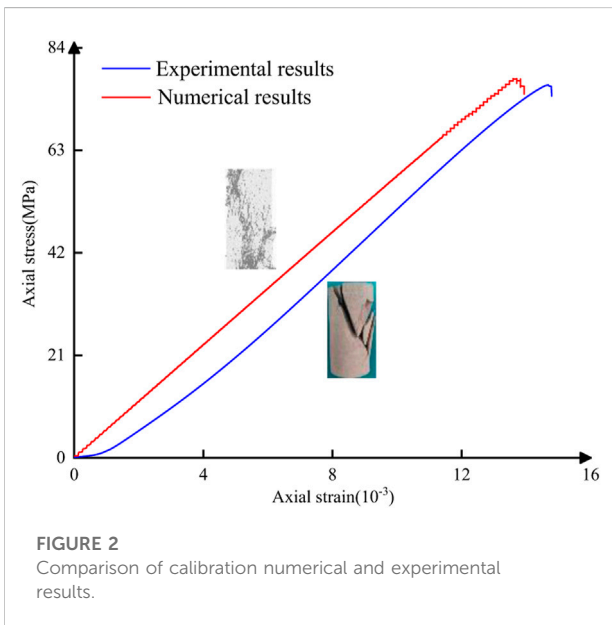 84
Experimental results
Numerical results
63
Axial stress(MPa)
42
21
0
0 4 8 12 16
Axial strain(10⁻³)
FIGURE 2
Comparison of calibration numerical and experimental
results.